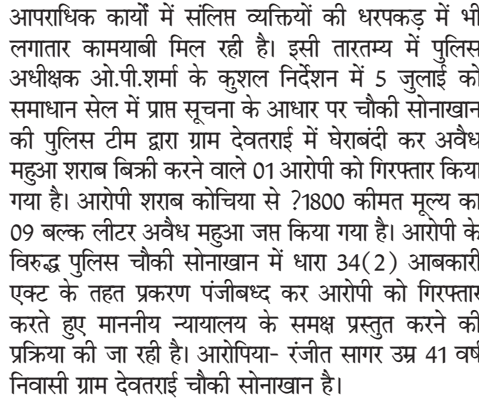 आपराधिक कार्यों में संलिप्त व्यक्तियों की धरपकड़ में भी
लगातार कामयाबी मिल रही है। इसी तारतम्य में पुलिस
अधीक्षक ओ.पी.शर्मा के कुशल निर्देशन में 5 जुलाई को
समाधान सेल में प्राप्त सूचना के आधार पर चौकी सोनाखान
की पुलिस टीम द्वारा ग्राम देवतराई में घेराबंदी कर अवैध
महुआ शराब बिक्री करने वाले 01 आरोपी को गिरफ्तार किया
गया है। आरोपी शराब कोचिया से ?1800 कीमत मूल्य का
09 बल्क लीटर अवैध महुआ जप्त किया गया है। आरोपी के
विरुद्ध पुलिस चौकी सोनाखान में धारा 34(2) आबकारी
एक्ट के तहत प्रकरण पंजीबध्द कर आरोपी को गिरफ्तार
करते हुए माननीय न्यायालय के समक्ष प्रस्तुत करने की
प्रक्रिया की जा रही है। आरोपिया- रंजीत सागर उम्र 41 वर्ष
निवासी ग्राम देवतराई चौकी सोनाखान है।